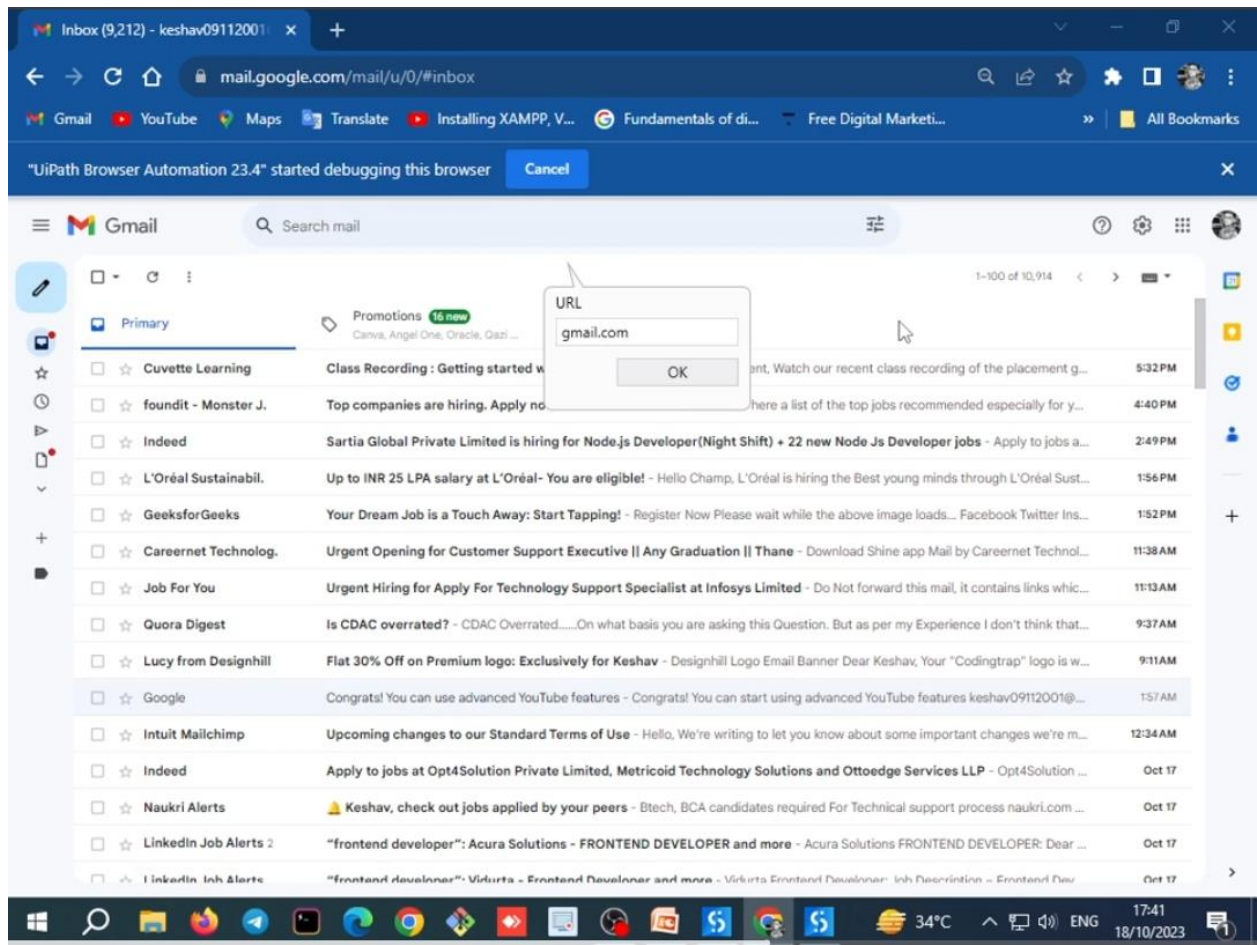 Inbox (9,212) - keshav09112001
mail.google.com/mail/u/0/#inbox
Gmail YouTube Maps Translate Installing XAMPP, V... Fundamentals of di... Free Digital Marketi... » All Bookmarks
"UiPath Browser Automation 23.4" started debugging this browser Cancel
Gmail Search mail
1-100 of 10,914
Primary Promotions 16 new
Canva, Angel One, Oracle, Qazi ...
URL
gmail.com
OK
Cuvette Learning Class Recording : Getting started w ent, Watch our recent class recording of the placement g... 5:32 PM
foundit - Monster J. Top companies are hiring. Apply no here a list of the top jobs recommended especially for y... 4:40 PM
Indeed Sartia Global Private Limited is hiring for Node.js Developer(Night Shift) + 22 new Node Js Developer jobs - Apply to jobs a... 2:49 PM
L'Oréal Sustainabil. Up to INR 25 LPA salary at L'Oréal- You are eligible! - Hello Champ, L'Oréal is hiring the Best young minds through L'Oréal Sust... 1:56 PM
GeeksforGeeks Your Dream Job is a Touch Away: Start Tapping! - Register Now Please wait while the above image loads... Facebook Twitter Ins... 1:52 PM
Careernet Technolog. Urgent Opening for Customer Support Executive || Any Graduation || Thane - Download Shine app Mail by Careernet Technol... 11:38 AM
Job For You Urgent Hiring for Apply For Technology Support Specialist at Infosys Limited - Do Not forward this mail, it contains links whic... 11:13 AM
Quora Digest Is CDAC overrated? - CDAC Overrated......On what basis you are asking this Question. But as per my Experience I don't think that... 9:37 AM
Lucy from Designhill Flat 30% Off on Premium logo: Exclusively for Keshav - Designhill Logo Email Banner Dear Keshav, Your "Codingtrap" logo is w... 9:11 AM
Google Congrats! You can use advanced YouTube features - Congrats! You can start using advanced YouTube features keshav09112001@... 1:57 AM
Intuit Mailchimp Upcoming changes to our Standard Terms of Use - Hello, We're writing to let you know about some important changes we're m... 12:34 AM
Indeed Apply to jobs at Opt4Solution Private Limited, Metricoid Technology Solutions and Ottoedge Services LLP - Opt4Solution ... Oct 17
Naukri Alerts 🔔 Keshav, check out jobs applied by your peers - Btech, BCA candidates required For Technical support process naukri.com ... Oct 17
LinkedIn Job Alerts 2 "frontend developer": Acura Solutions - FRONTEND DEVELOPER and more - Acura Solutions FRONTEND DEVELOPER: Dear ... Oct 17
LinkedIn Job Alerts "frontend developer": Vidurta - Frontend Developer and more - Vidurta Frontend Developer: Job Description – Frontend Dev Oct 17
34°C ENG 17:41
18/10/2023